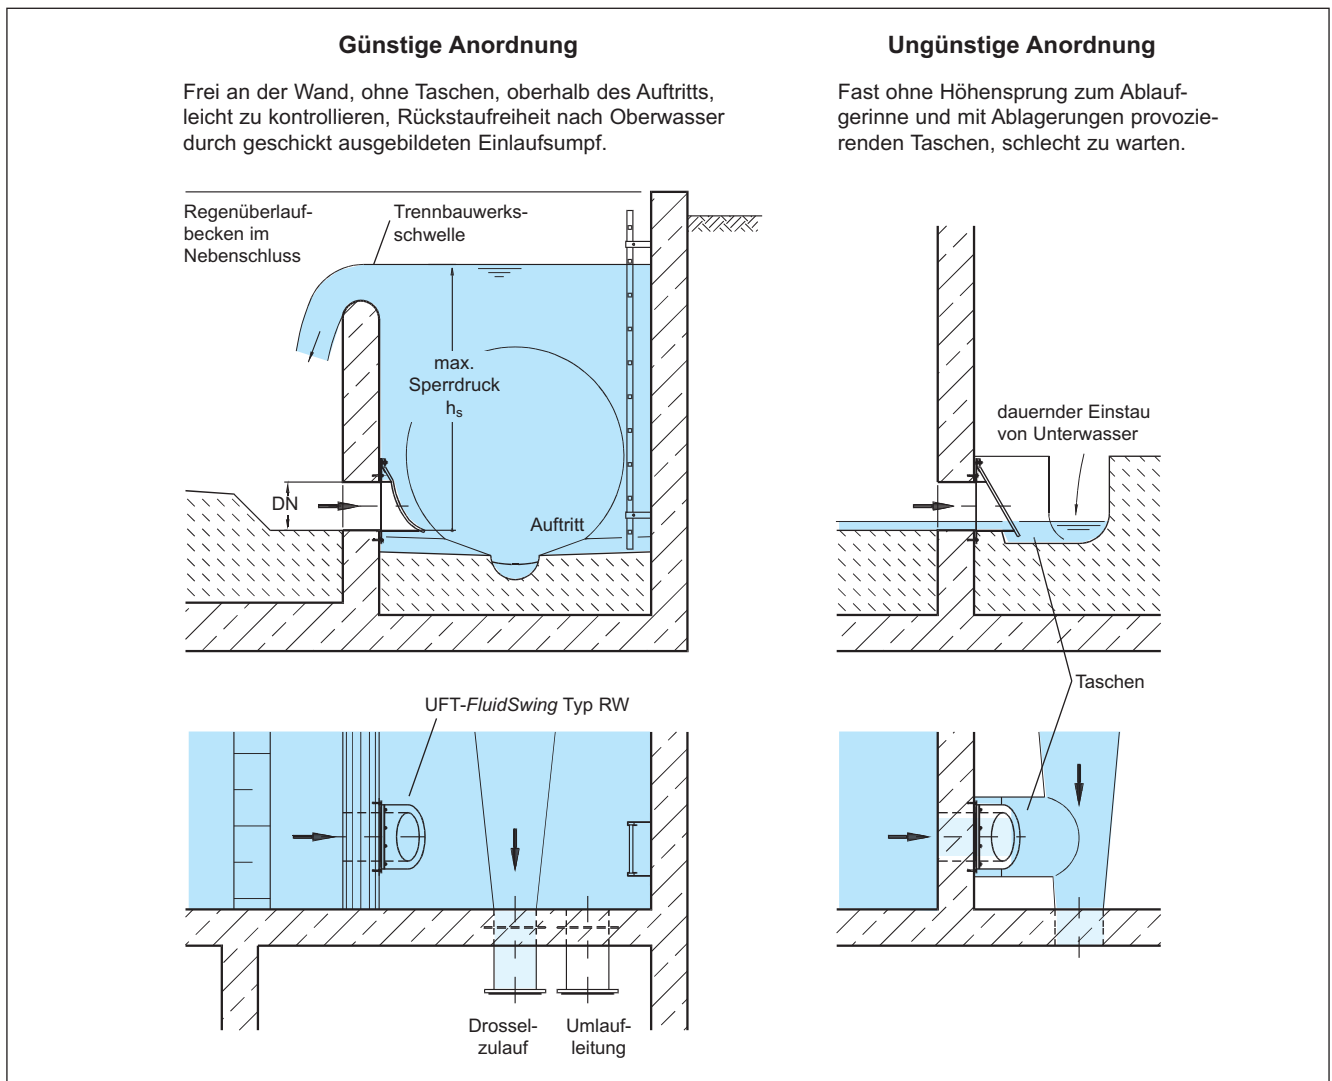 Günstige Anordnung
Frei an der Wand, ohne Taschen, oberhalb des Auftritts,
leicht zu kontrollieren, Rückstaufreiheit nach Oberwasser
durch geschickt ausgebildeten Einlaufsumpf.
Ungünstige Anordnung
Fast ohne Höhensprung zum Ablauf-
gerinne und mit Ablagerungen provozie-
renden Taschen, schlecht zu warten.
Regenüberlauf-
becken im
Nebenschluss
Trennbauwerks-
schwelle
max.
Sperrdruck
hs
DN
Auftritt
dauernder Einstau
von Unterwasser
Taschen
UFT-FluidSwing Typ RW
Drossel-
zulauf
Umlauf-
leitung